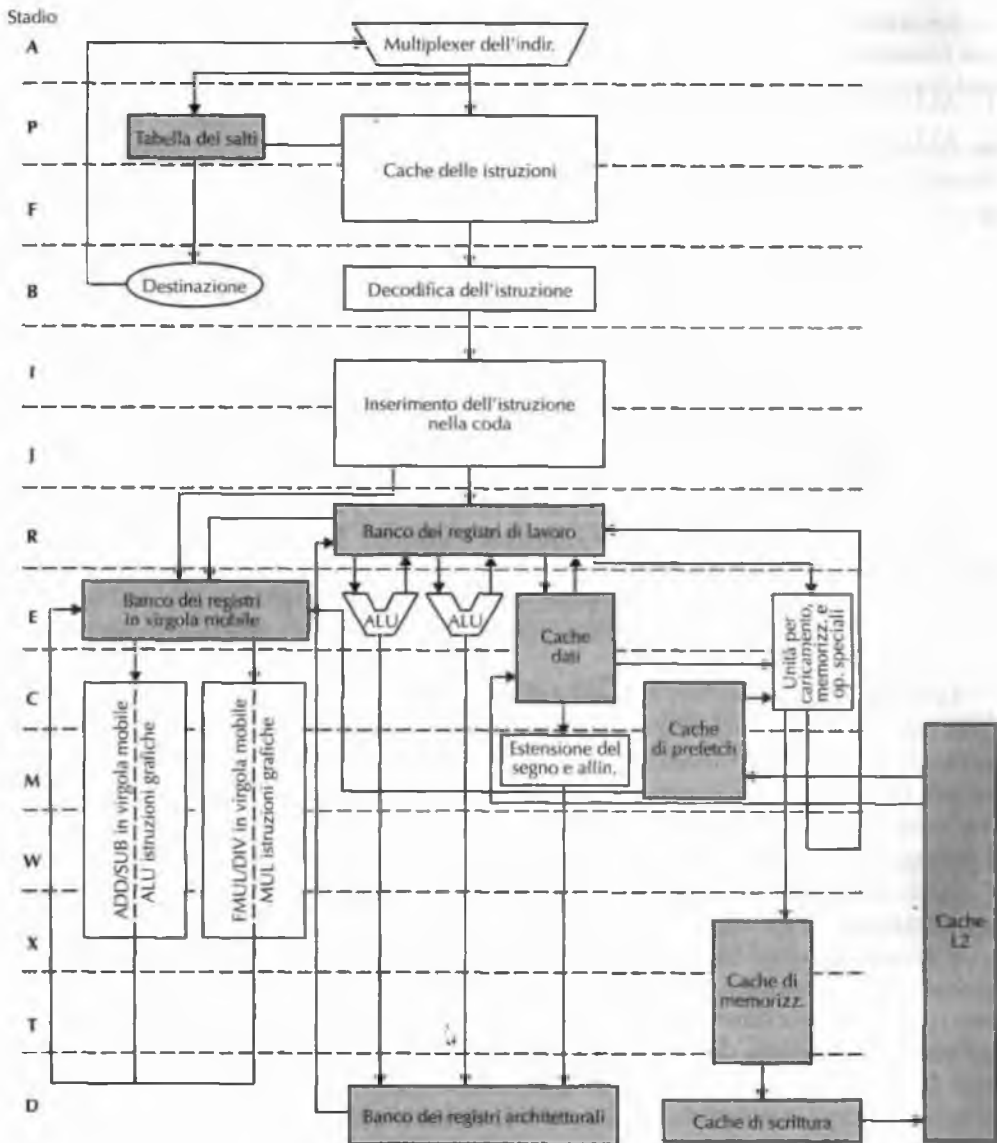 Stadio
A
Multiplexer dell'indir.
P
Tabella dei salti
Cache delle istruzioni
F
B
Destinazione
Decodifica dell'istruzione
I
Inserimento dell'istruzione
nella coda
J
R
Banco dei registri di lavoro
E
Banco dei registri
in virgola mobile
ALU
ALU
Cache
dati
Unità per
caricamento,
memorizz. e
op. speciali
C
ADD/SUB in virgola mobile
ALU istruzioni grafiche
FMUL/DIV in virgola mobile
MUL istruzioni grafiche
Cache
di prefetch
M
Estensione del
segno e allin.
W
X
Cache
L2
Cache di
memorizz.
T
D
Banco dei registri architetturali
Cache di scrittura